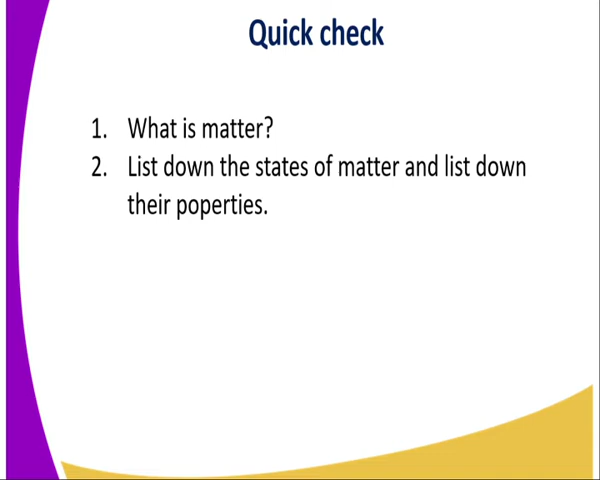 Quick check
1. What is matter?
2. List down the states of matter and list down
their poperties.